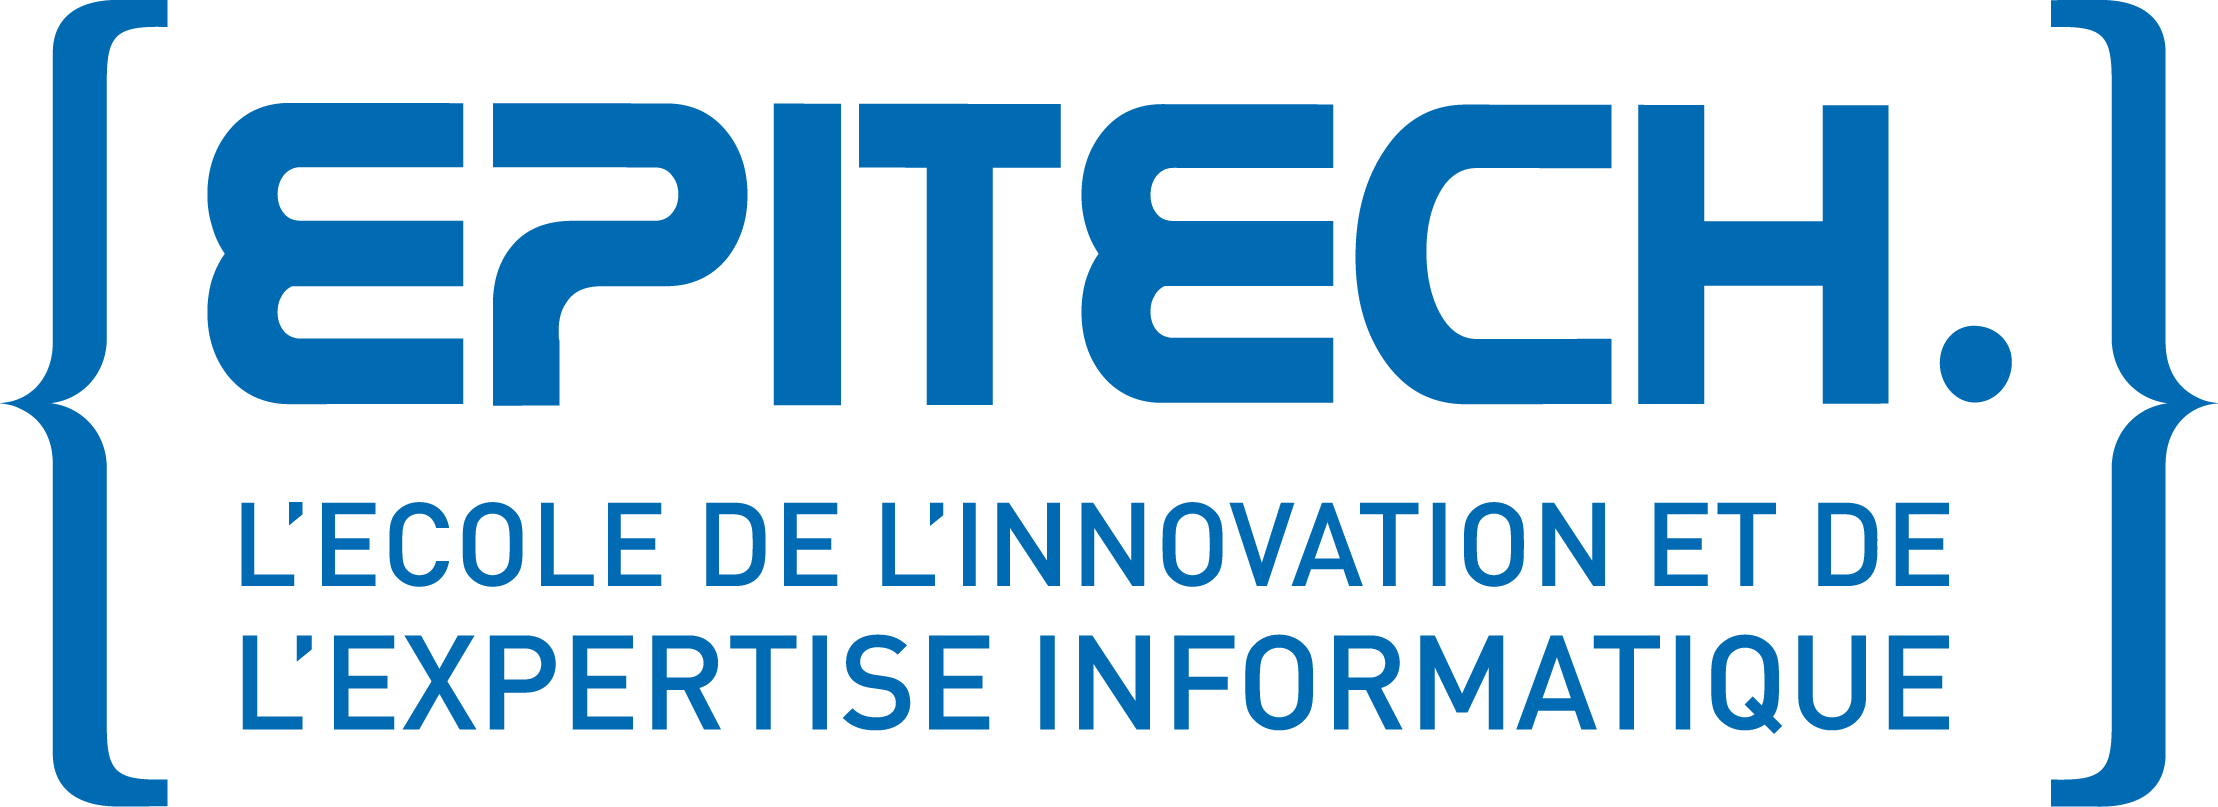 {EPITECH.}
L'ECOLE DE L'INNOVATION ET DE
L'EXPERTISE INFORMATIQUE